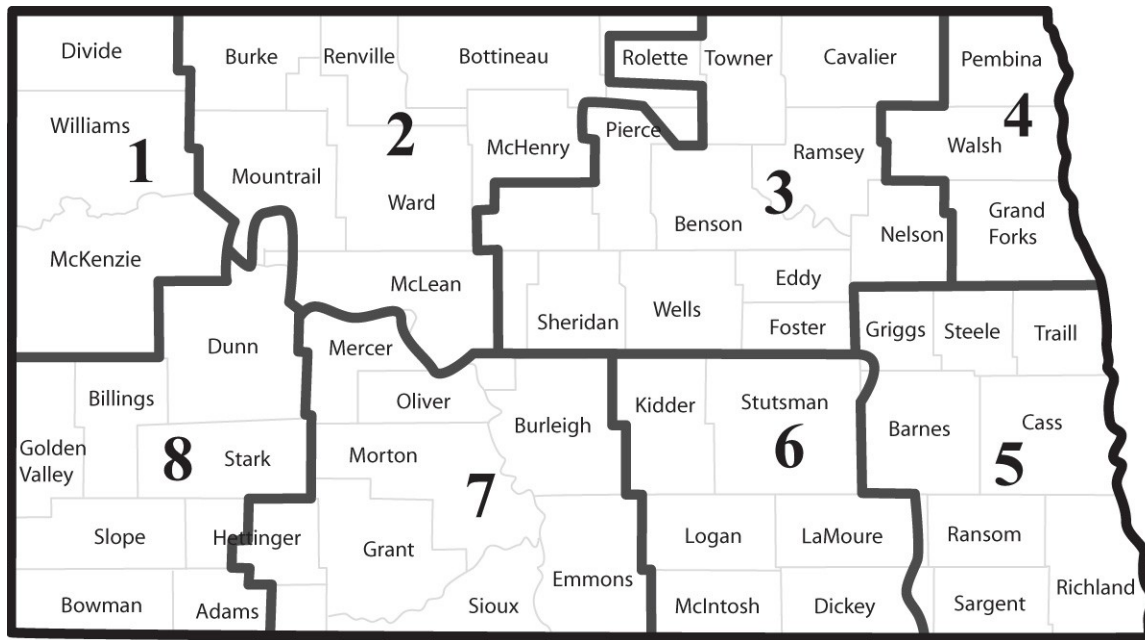 Divide
Burke
Renville
Bottineau
Rolette
Towner
Cavalier
Pembina
Williams
1
2
McHenry
Pierce
Ramsey
4
Walsh
Mountrail
Ward
3
Benson
Nelson
Grand
Forks
McKenzie
McLean
Eddy
Sheridan
Wells
Foster
Griggs
Steele
Traill
Dunn
Mercer
Billings
Oliver
Kidder
Stutsman
Burleigh
Barnes
Cass
Golden
Valley
8
Stark
Morton
7
6
5
Slope
Hettinger
Grant
Logan
LaMoure
Ransom
Emmons
Richland
Bowman
Adams
Sioux
McIntosh
Dickey
Sargent